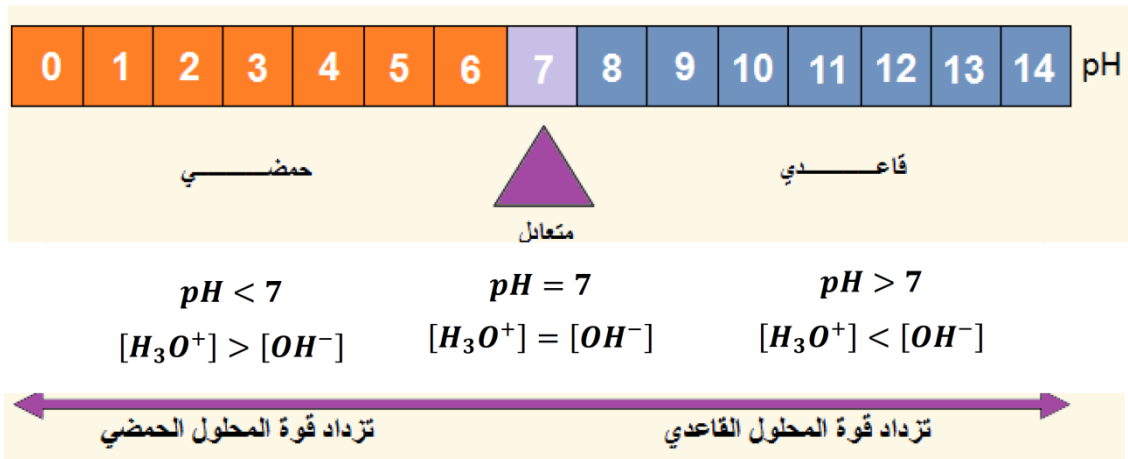 0 1 2 3 4 5 6 7 8 9 10 11 12 13 14 pH
حمضـــــــي
قاعـــــــدي
متعادل
pH < 7
pH = 7
pH > 7
[H₃O⁺] > [OH⁻]
[H₃O⁺] = [OH⁻]
[H₃O⁺] < [OH⁻]
تزداد قوة المحلول الحمضي
تزداد قوة المحلول القاعدي